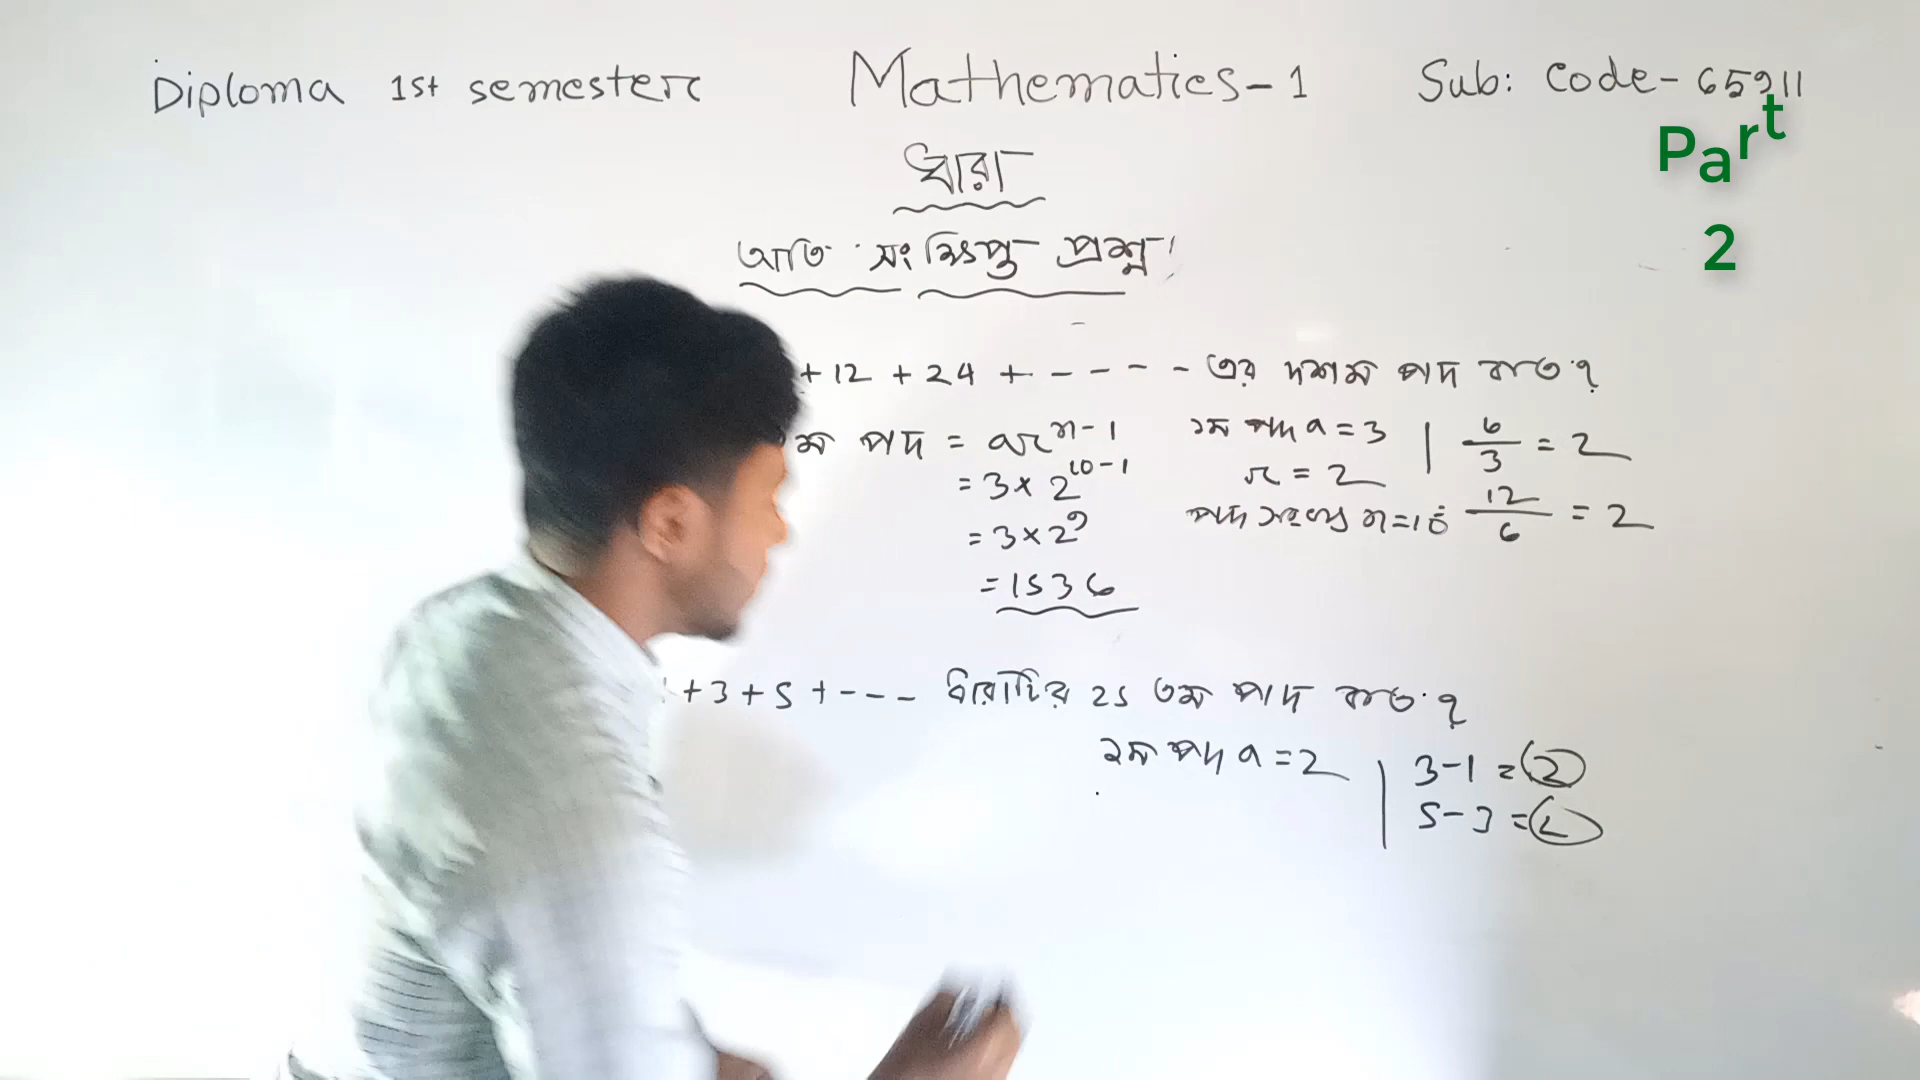 Diploma 1st semester Mathematics-1 Sub: Code- 65911
Part
2
ধারা
অতি সংক্ষিপ্ত প্রশ্ন
+ 12 + 24 + - - - - - এর দশম পদ কত?
ম পদ = ar^n-1
= 3 × 2^10-1
= 3 × 2^9
= 1536
১ম পদ a = 3
r = 2
পদ সংখ্যা n = 10
6/3 = 2
12/6 = 2
+ 3 + 5 + - - - ধারাটির 25 তম পদ কত?
১ম পদ a = 2
3 - 1 = 2
5 - 3 = 2